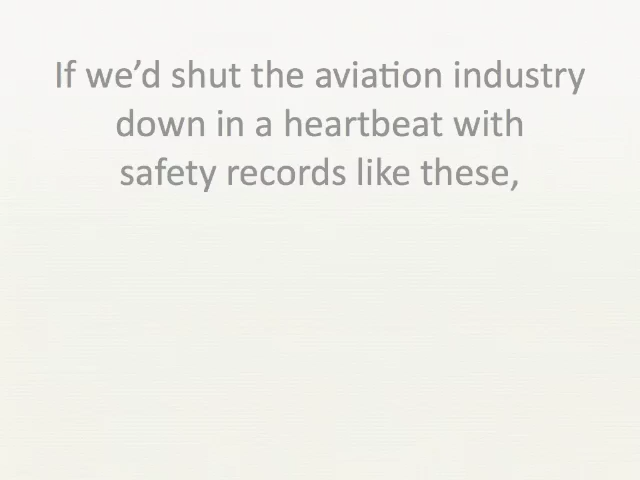 If we’d shut the aviation industry
down in a heartbeat with
safety records like these,